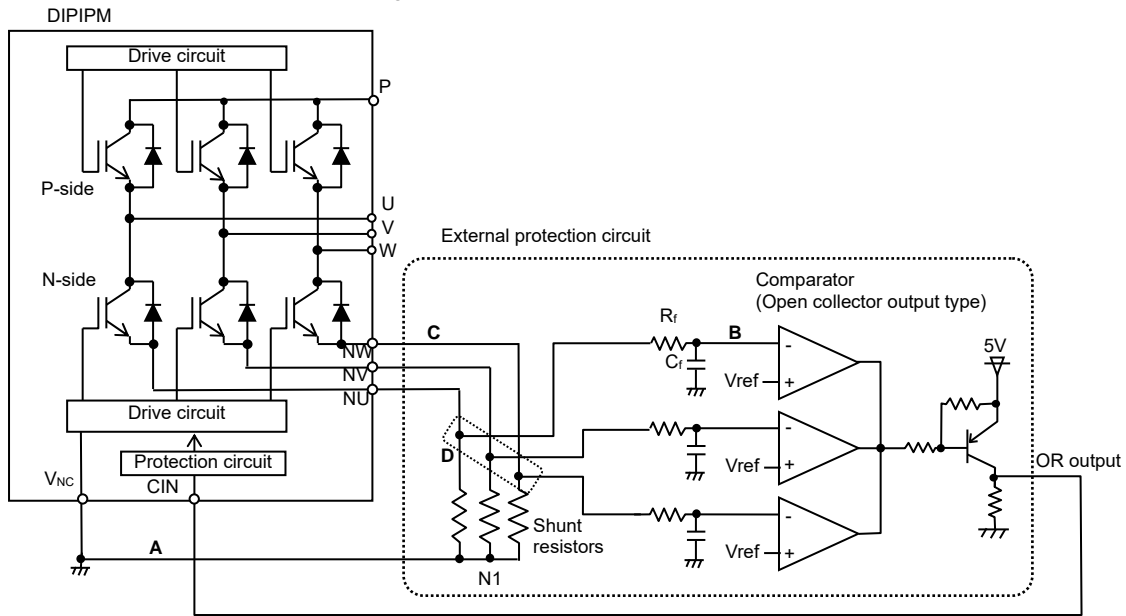 DIPIPM
Drive circuit
P
P-side
U
V
W
External protection circuit
N-side
Comparator
(Open collector output type)
C
Rf
B
5V
NW
Cf
Vref
-
+
NV
NU
Drive circuit
D
-
Vref
+
OR output
Protection circuit
VNC
CIN
-
Shunt
resistors
Vref
+
A
N1